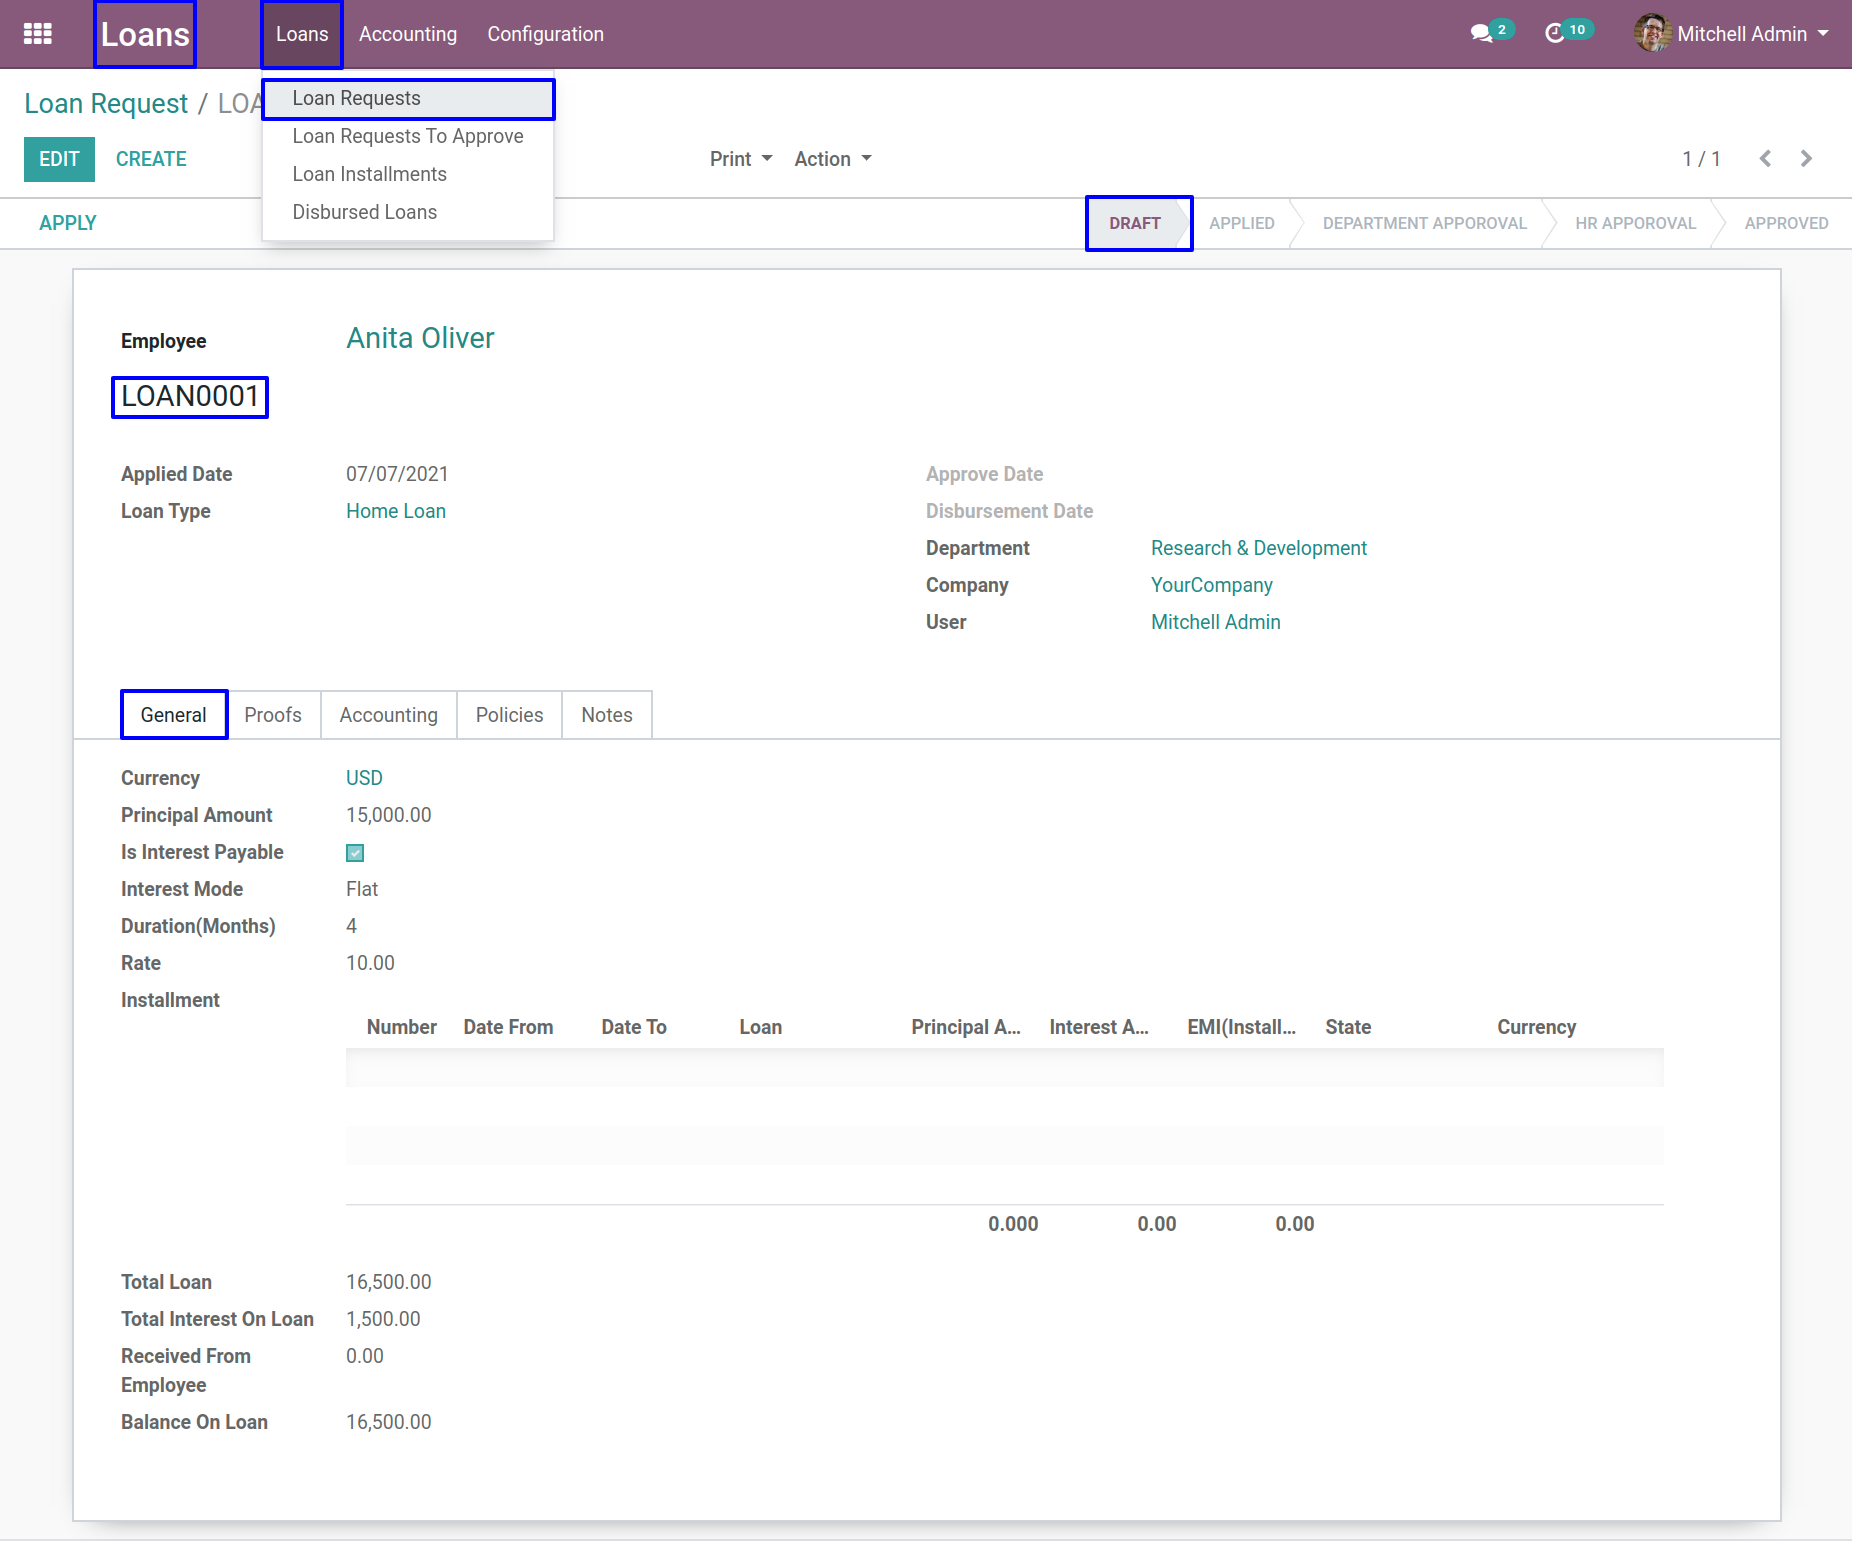 Loans
Loans Accounting Configuration 2 10 Mitchell Admin
Loan Request / LOA
Loan Requests
Loan Requests To Approve
Loan Installments
Disbursed Loans
EDIT CREATE Print Action 1 / 1
APPLY DRAFT APPLIED DEPARTMENT APPOROVAL HR APPOROVAL APPROVED
Employee Anita Oliver
LOAN0001
Applied Date 07/07/2021 Approve Date
Loan Type Home Loan Disbursement Date
Department Research & Development
Company YourCompany
User Mitchell Admin
General Proofs Accounting Policies Notes
Currency USD
Principal Amount 15,000.00
Is Interest Payable
Interest Mode Flat
Duration(Months) 4
Rate 10.00
Installment
Number Date From Date To Loan Principal A... Interest A... EMI(Install... State Currency
0.000 0.00 0.00
Total Loan 16,500.00
Total Interest On Loan 1,500.00
Received From Employee 0.00
Balance On Loan 16,500.00